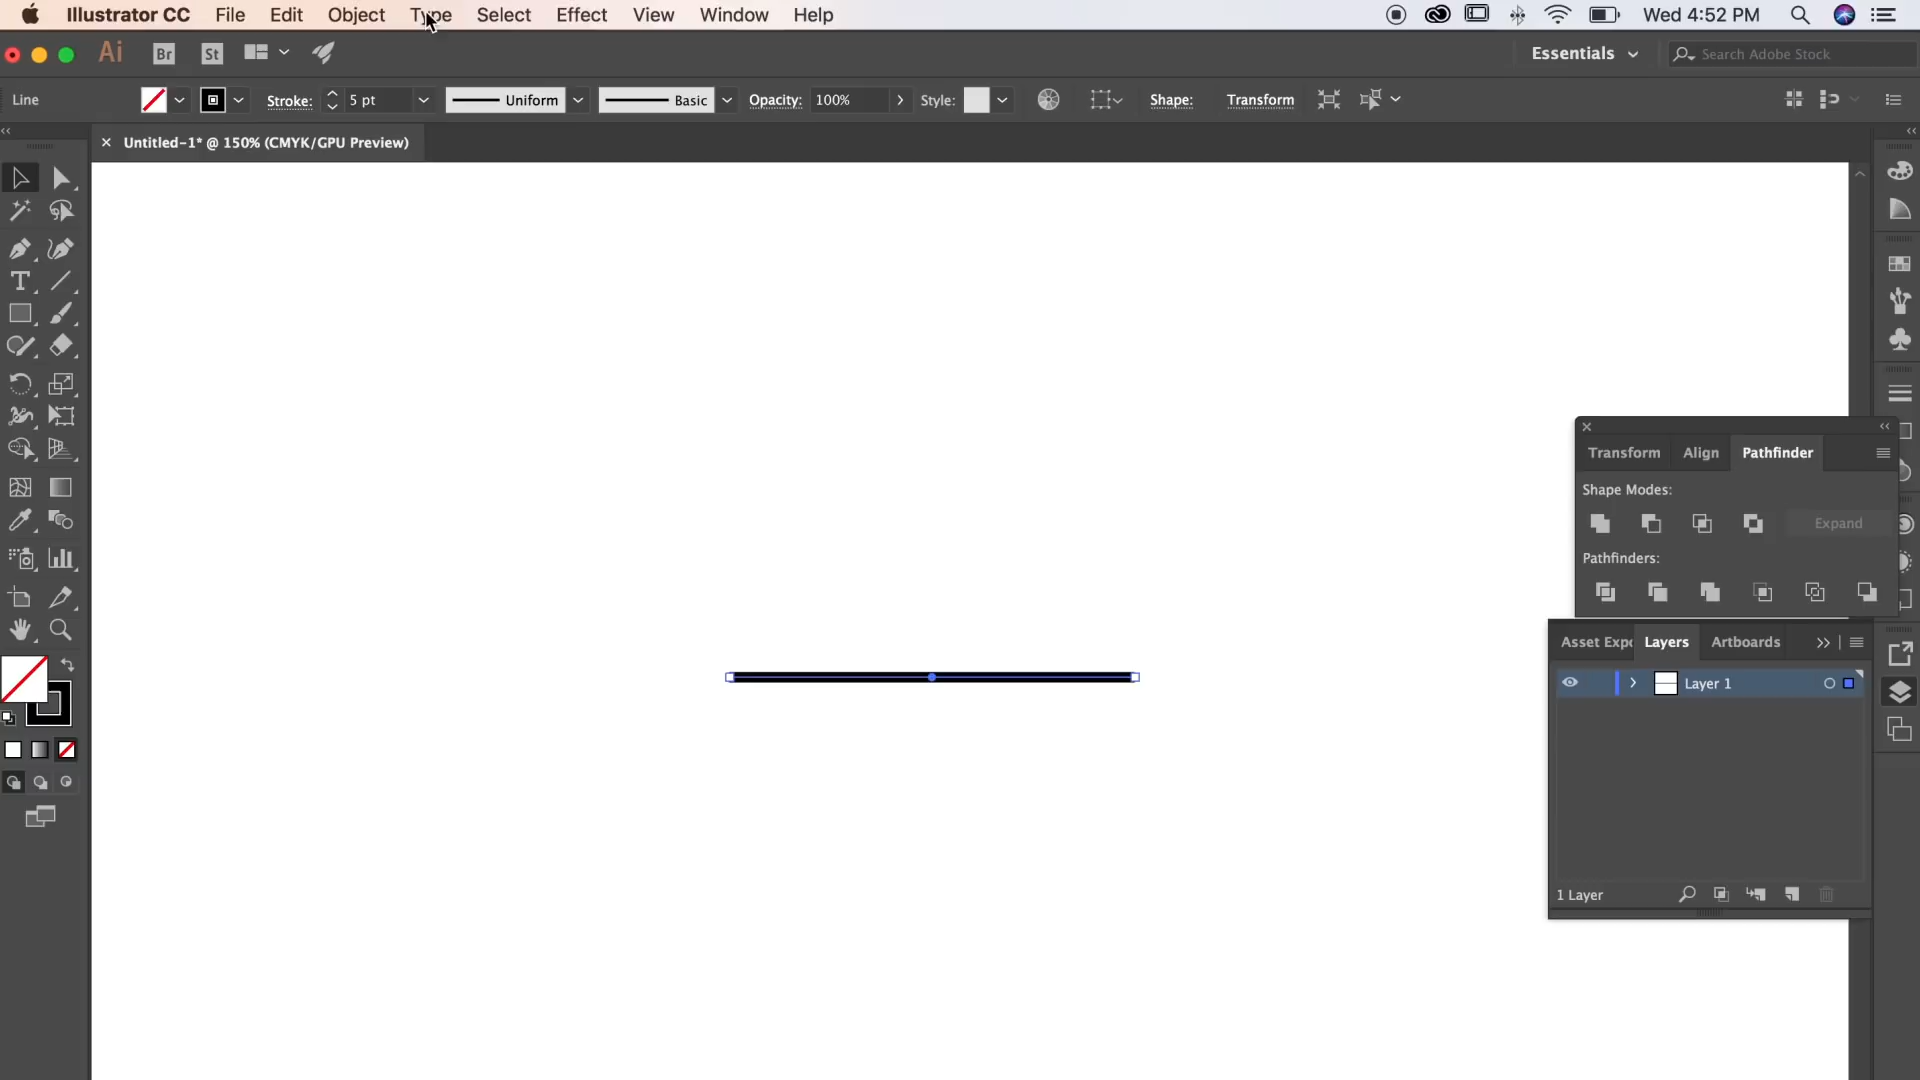 Illustrator CC File Edit Object Type Select Effect View Window Help Wed 4:52 PM
Ai Br St Essentials Search Adobe Stock
Line Stroke: 5 pt Uniform Basic Opacity: 100% Style: Shape: Transform
Untitled-1* @ 150% (CMYK/GPU Preview)
T
Transform Align Pathfinder
Shape Modes:
Expand
Pathfinders:
Asset Expo Layers Artboards
Layer 1
1 Layer